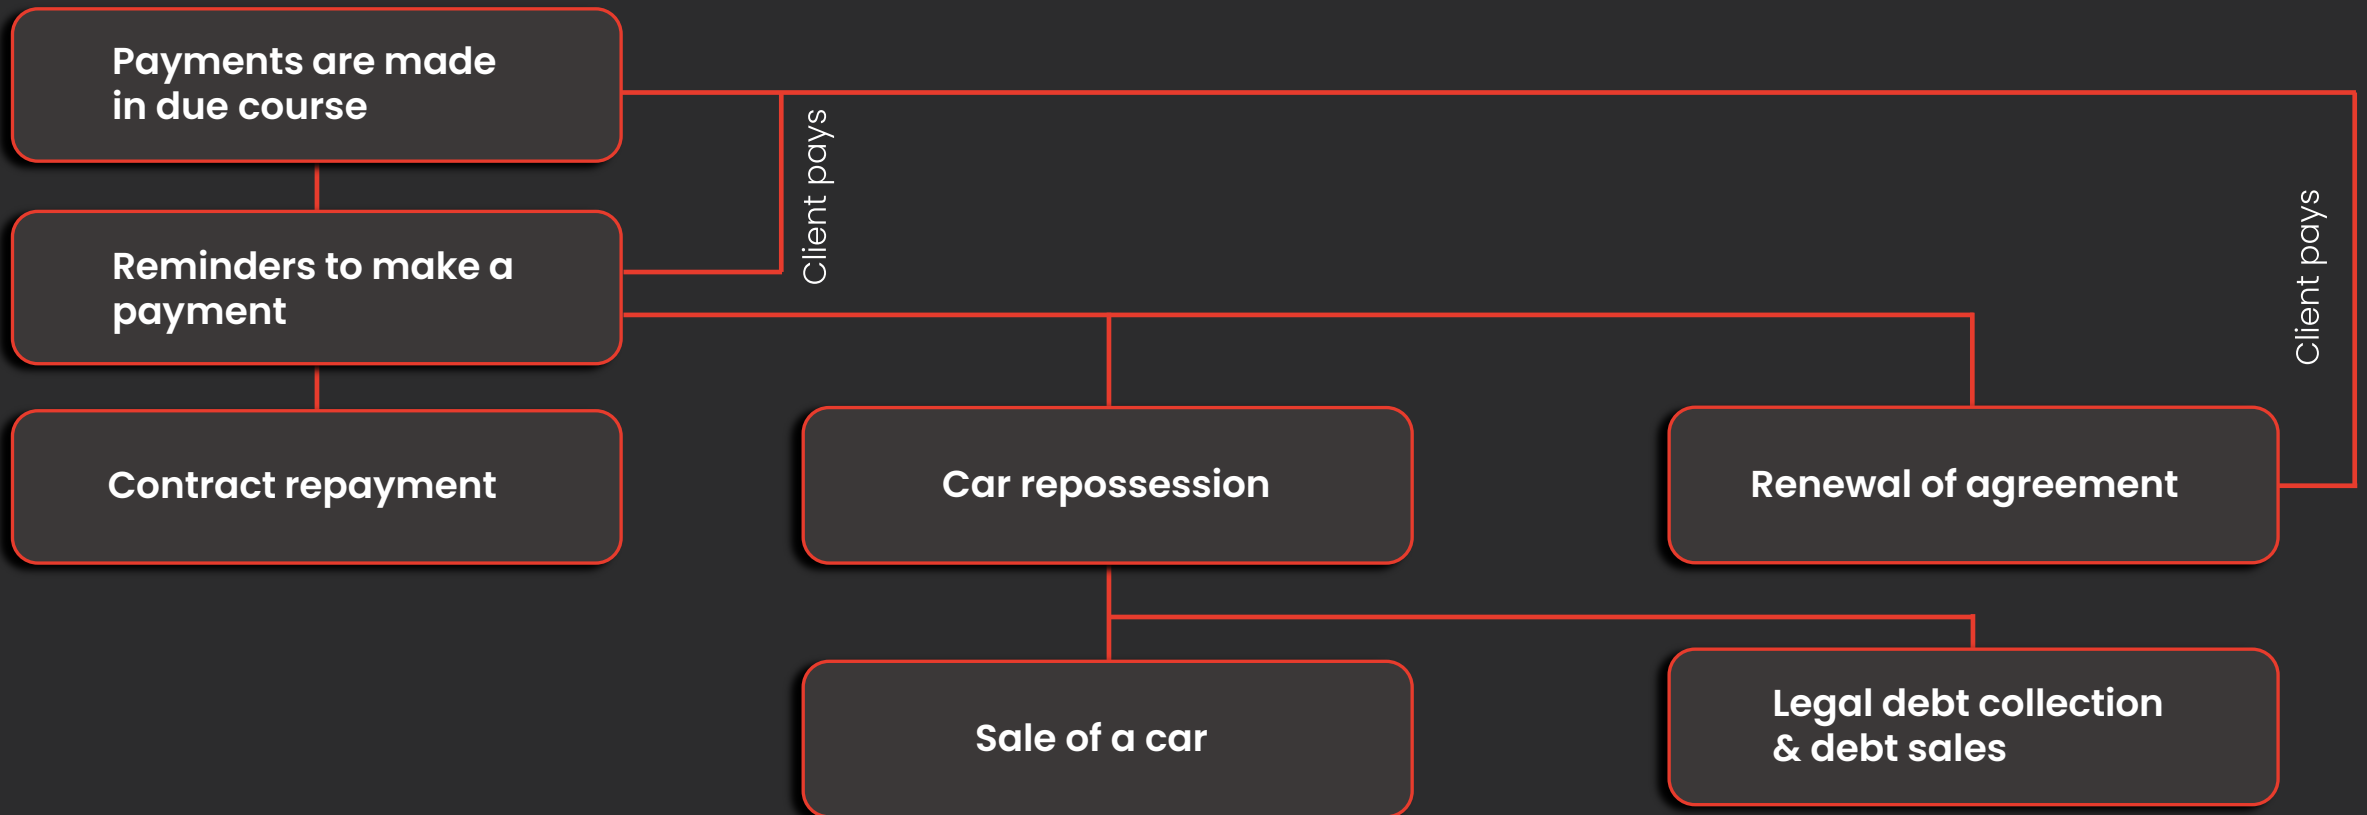 Payments are made
in due course
Client pays
Reminders to make a
payment
Client pays
Contract repayment
Car repossession
Renewal of agreement
Sale of a car
Legal debt collection
& debt sales